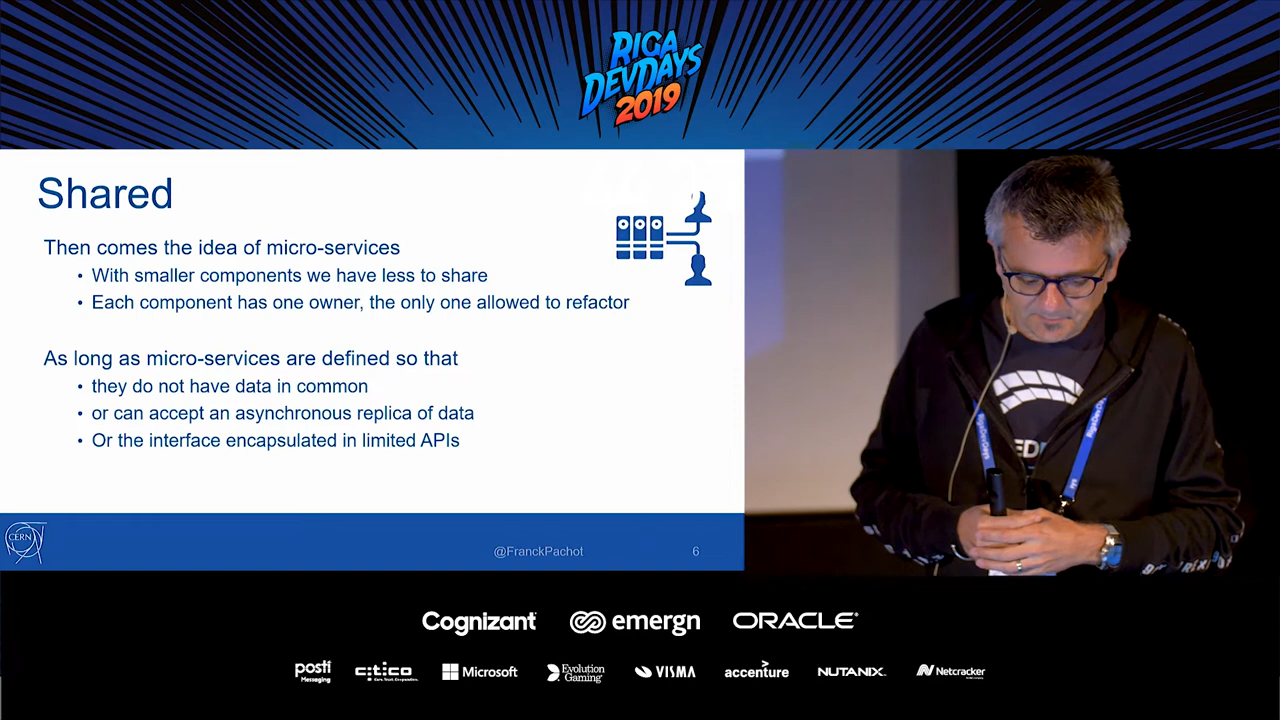 RIGA
DEVDAYS
2019
Shared
Then comes the idea of micro-services
• With smaller components we have less to share
• Each component has one owner, the only one allowed to refactor
As long as micro-services are defined so that
• they do not have data in common
• or can accept an asynchronous replica of data
• Or the interface encapsulated in limited APIs
CERN
@FranckPachot
6
RigaDevDays
RigaDevDays
Cognizant
emergn
ORACLE
posti
Messaging
citico
Microsoft
Evolution
Gaming
VISMA
accenture
NUTANIX
Netcracker